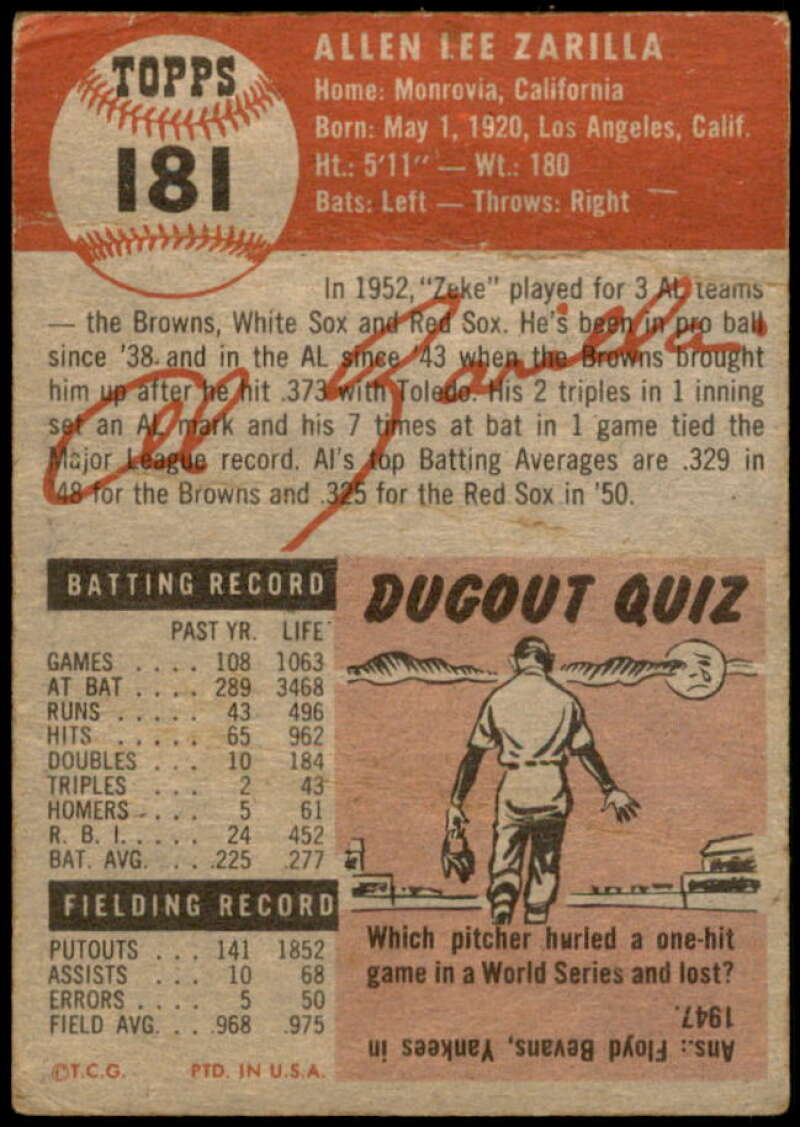 TOPPS
181
ALLEN LEE ZARILLA
Home: Monrovia, California
Born: May 1, 1920, Los Angeles, Calif.
Ht.: 5'11" — Wt.: 180
Bats: Left — Throws: Right
In 1952, "Zeke" played for 3 AL teams
— the Browns, White Sox and Red Sox. He's been in pro ball
since '38 and in the AL since '43 when the Browns brought
him up after he hit .373 with Toledo. His 2 triples in 1 inning
set an AL mark and his 7 times at bat in 1 game tied the
Major League record. Al's top Batting Averages are .329 in
'48 for the Browns and .325 for the Red Sox in '50.
Al Zarilla
BATTING RECORD
PAST YR. LIFE
GAMES .... 108 1063
AT BAT .... 289 3468
RUNS ..... 43 496
HITS ..... 65 962
DOUBLES ... 10 184
TRIPLES ... 2 43
HOMERS .... 5 61
R. B. I. .... 24 452
BAT. AVG. ... .225 .277
FIELDING RECORD
PUTOUTS ... 141 1852
ASSISTS ... 10 68
ERRORS .... 5 50
FIELD AVG. ... .968 .975
©T.C.G. PTD. IN U.S.A.
DUGOUT QUIZ
Which pitcher hurled a one-hit
game in a World Series and lost?
Ans.: Floyd Bevans, Yankees in
1947.